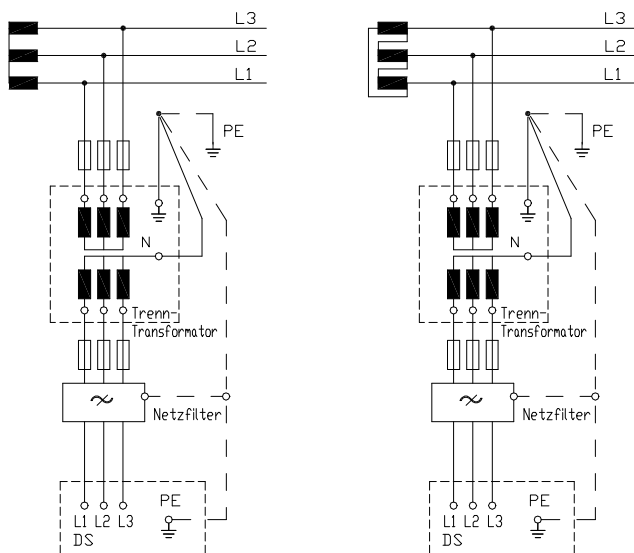 L3
L2
L1
PE
N
Trenn-
Transformator
Netzfilter
PE
L1 L2 L3
DS
L3
L2
L1
PE
N
Trenn-
Transformator
Netzfilter
PE
L1 L2 L3
DS